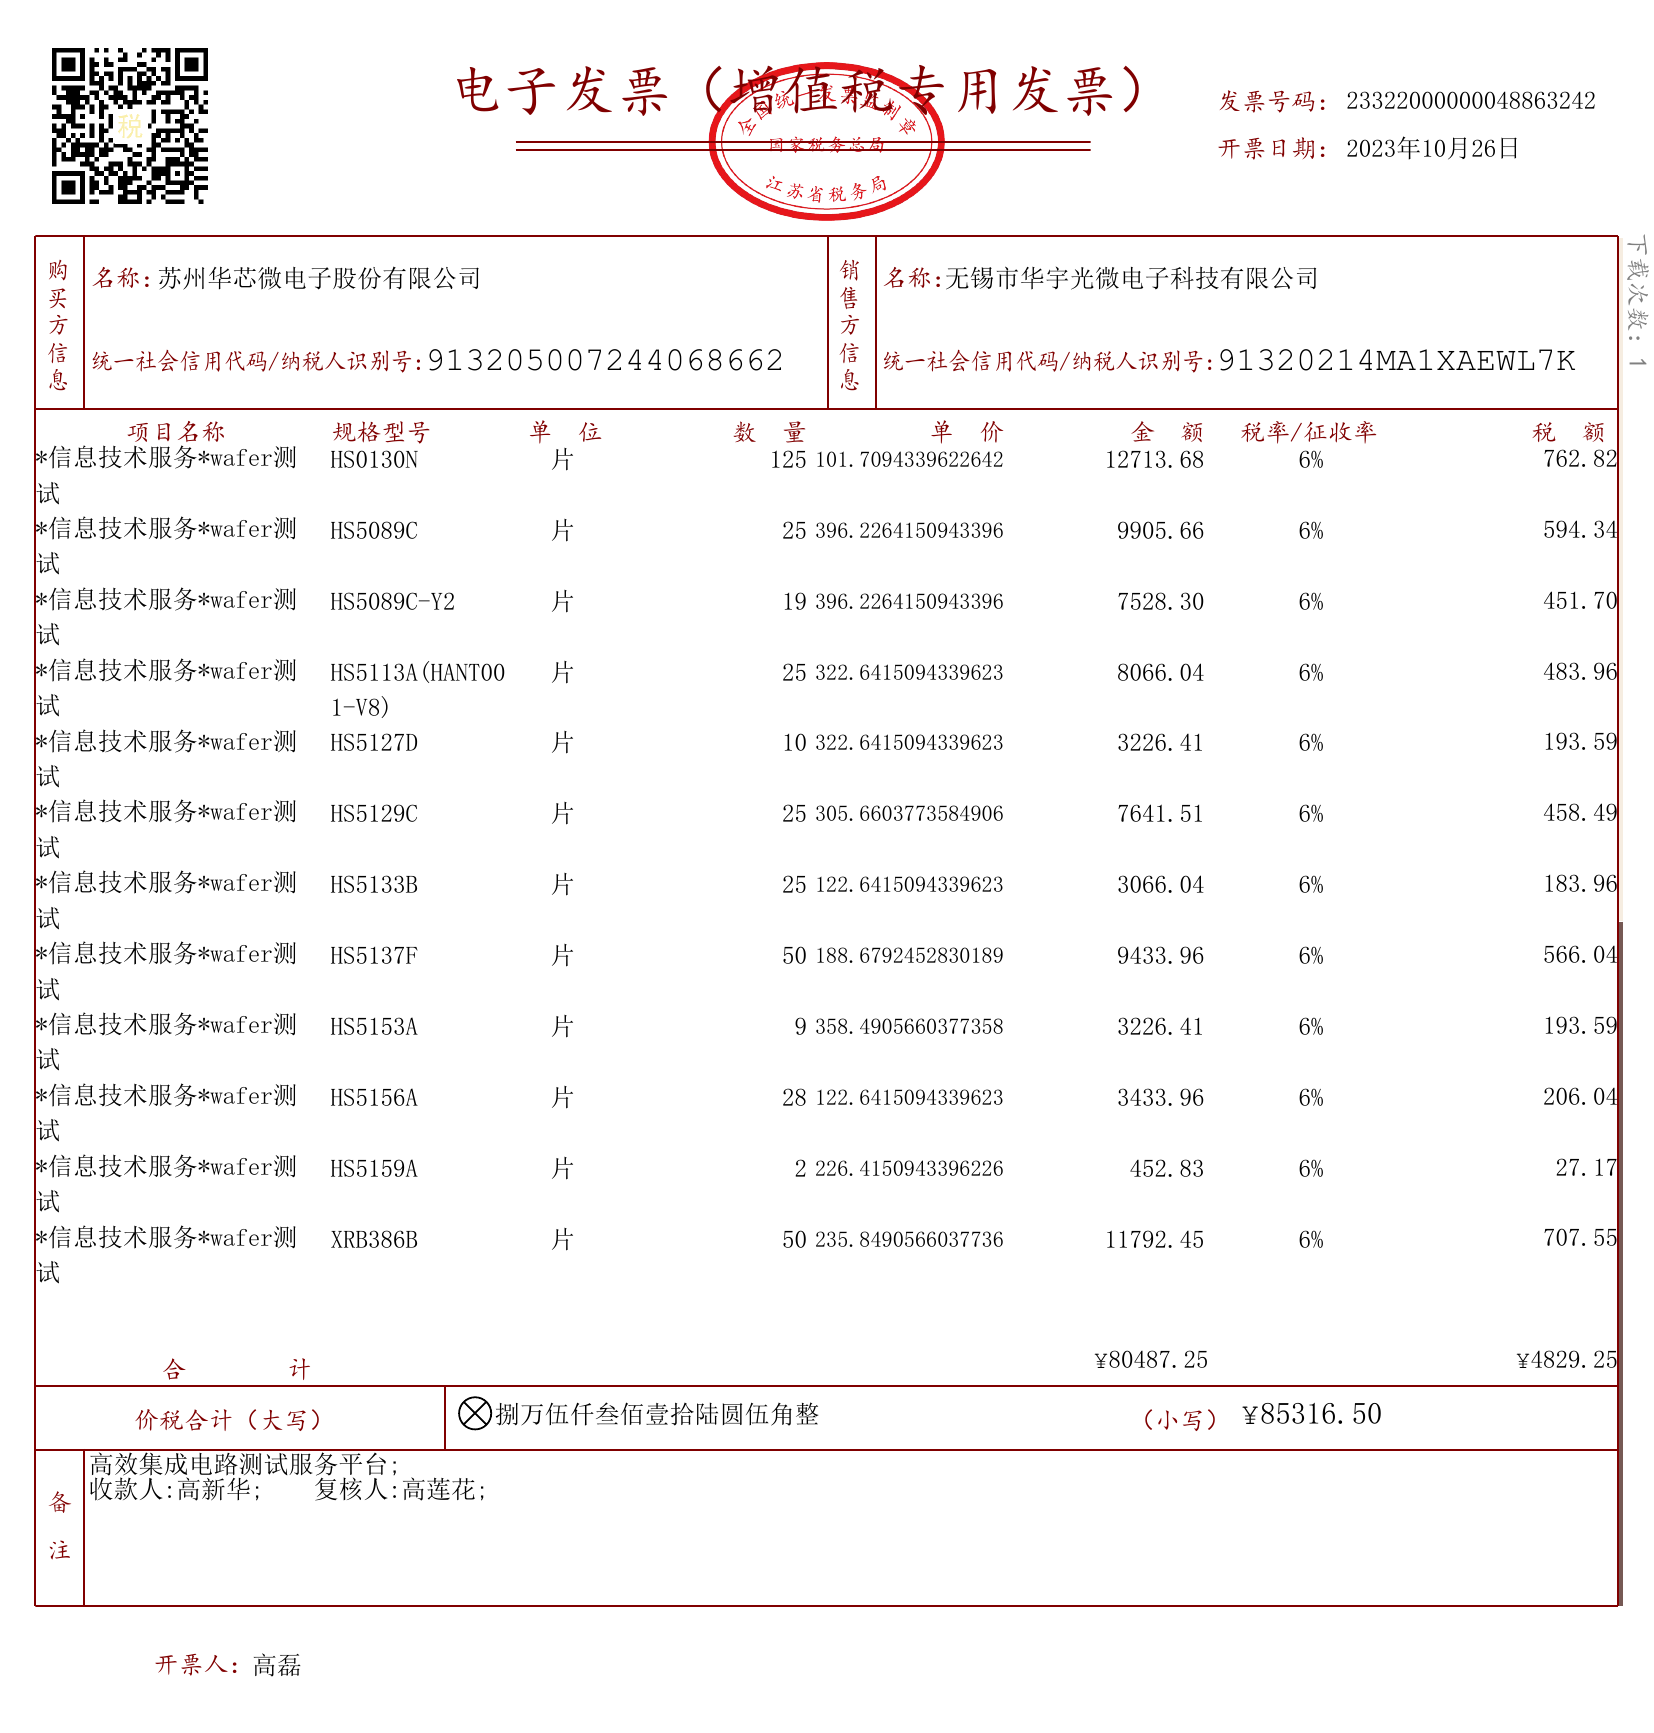 电子发票（增值税专用发票）
发票号码：23322000000048863242
开票日期：2023年10月26日
全国统一发票监制章
国家税务总局
江苏省税务局
税
下载次数：1
购买方信息
名称:苏州华芯微电子股份有限公司
统一社会信用代码/纳税人识别号:913205007244068662
销售方信息
名称:无锡市华宇光微电子科技有限公司
统一社会信用代码/纳税人识别号:91320214MA1XAEWL7K
项目名称 规格型号 单位 数量 单价 金额 税率/征收率 税额
*信息技术服务*wafer测 HS0130N 片 125 101.7094339622642 12713.68 6% 762.82
试
*信息技术服务*wafer测 HS5089C 片 25 396.2264150943396 9905.66 6% 594.34
试
*信息技术服务*wafer测 HS5089C-Y2 片 19 396.2264150943396 7528.30 6% 451.70
试
*信息技术服务*wafer测 HS5113A(HANT00 片 25 322.6415094339623 8066.04 6% 483.96
试 1-V8)
*信息技术服务*wafer测 HS5127D 片 10 322.6415094339623 3226.41 6% 193.59
试
*信息技术服务*wafer测 HS5129C 片 25 305.6603773584906 7641.51 6% 458.49
试
*信息技术服务*wafer测 HS5133B 片 25 122.6415094339623 3066.04 6% 183.96
试
*信息技术服务*wafer测 HS5137F 片 50 188.6792452830189 9433.96 6% 566.04
试
*信息技术服务*wafer测 HS5153A 片 9 358.4905660377358 3226.41 6% 193.59
试
*信息技术服务*wafer测 HS5156A 片 28 122.6415094339623 3433.96 6% 206.04
试
*信息技术服务*wafer测 HS5159A 片 2 226.4150943396226 452.83 6% 27.17
试
*信息技术服务*wafer测 XRB386B 片 50 235.8490566037736 11792.45 6% 707.55
试
合计 ¥80487.25 ¥4829.25
价税合计（大写） 捌万伍仟叁佰壹拾陆圆伍角整 （小写） ¥85316.50
备注
高效集成电路测试服务平台;
收款人:高新华; 复核人:高莲花;
开票人：高磊